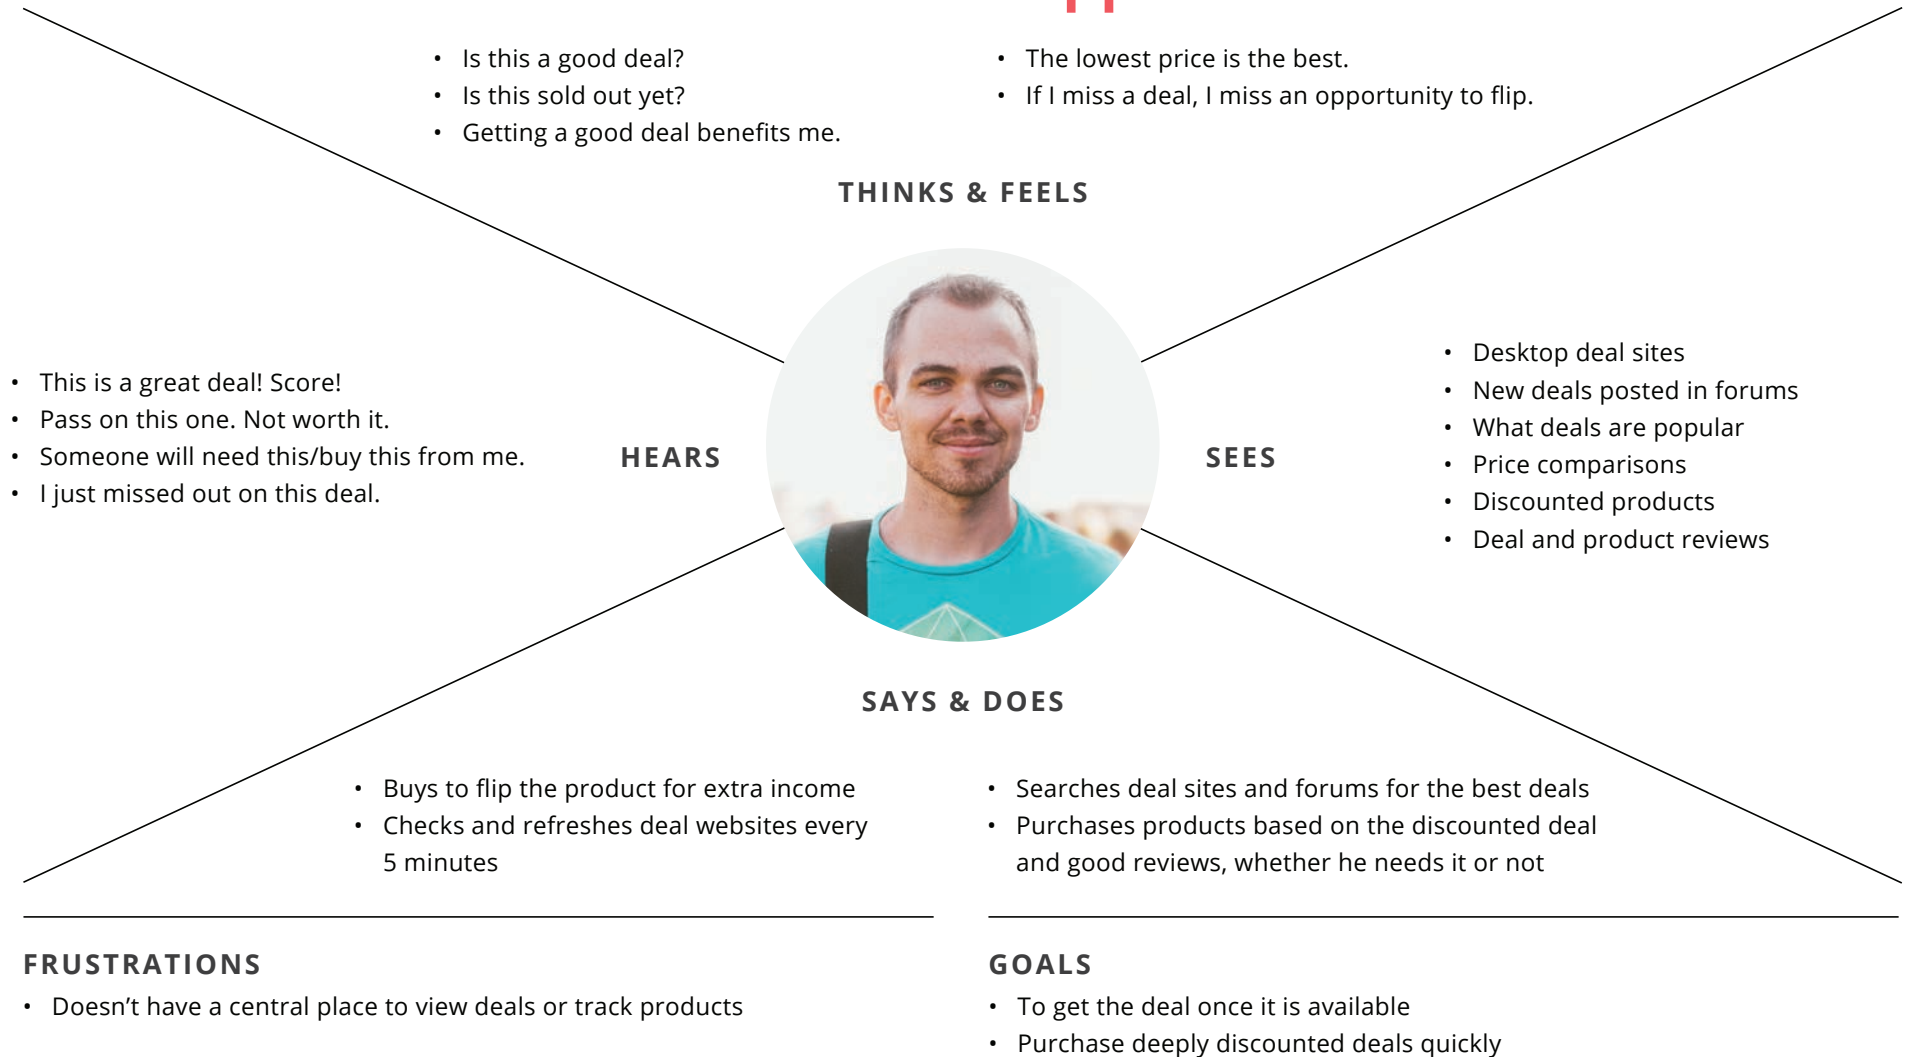 • Is this a good deal?
• Is this sold out yet?
• Getting a good deal benefits me.
• The lowest price is the best.
• If I miss a deal, I miss an opportunity to flip.
THINKS & FEELS
• This is a great deal! Score!
• Pass on this one. Not worth it.
• Someone will need this/buy this from me.
• I just missed out on this deal.
HEARS
SEES
• Desktop deal sites
• New deals posted in forums
• What deals are popular
• Price comparisons
• Discounted products
• Deal and product reviews
SAYS & DOES
• Buys to flip the product for extra income
• Checks and refreshes deal websites every
5 minutes
• Searches deal sites and forums for the best deals
• Purchases products based on the discounted deal
and good reviews, whether he needs it or not
FRUSTRATIONS
• Doesn’t have a central place to view deals or track products
GOALS
• To get the deal once it is available
• Purchase deeply discounted deals quickly